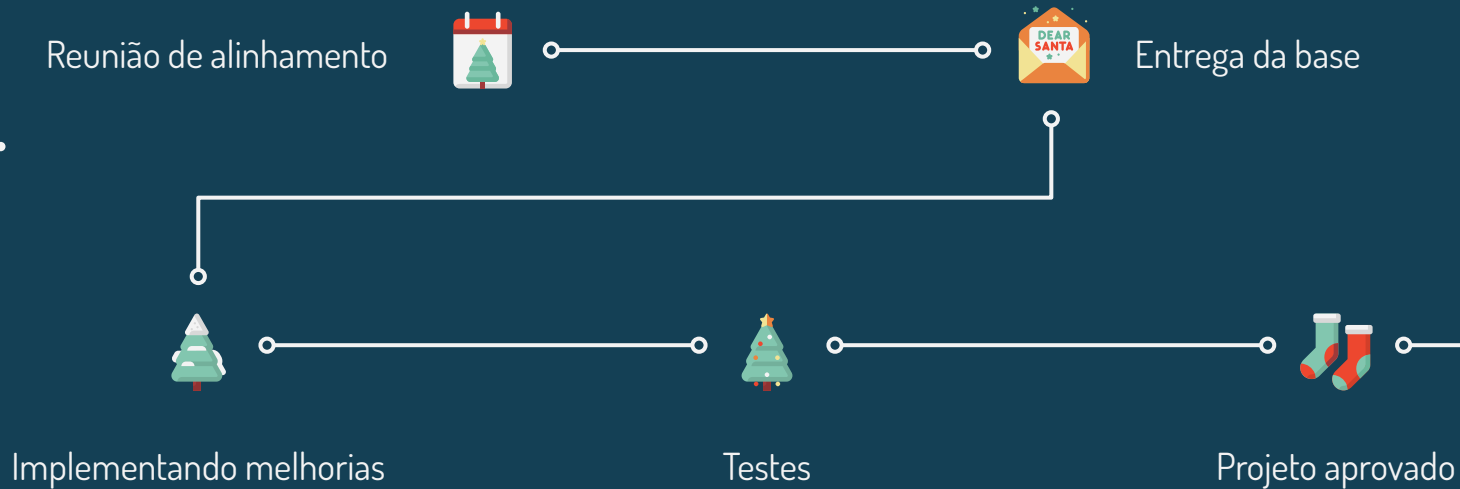 Reunião de alinhamento
DEAR
SANTA
Entrega da base
Implementando melhorias
Testes
Projeto aprovado